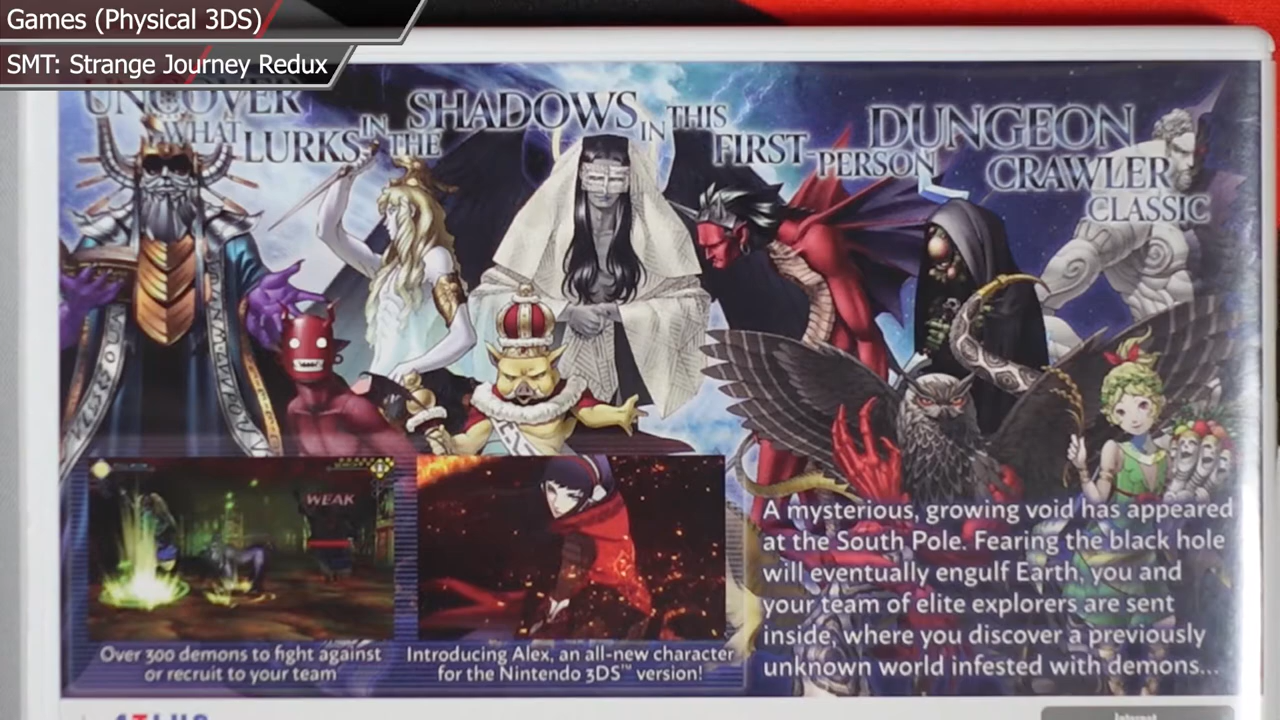 Games (Physical 3DS)
SMT: Strange Journey Redux
UNCOVER
WHAT LURKS IN THE
SHADOWS IN THIS
FIRST-PERSON
DUNGEON
CRAWLER
CLASSIC
WEAK
Over 300 demons to fight against
or recruit to your team
Introducing Alex, an all-new character
for the Nintendo 3DS™ version!
A mysterious, growing void has appeared
at the South Pole. Fearing the black hole
will eventually engulf Earth, you and
your team of elite explorers are sent
inside, where you discover a previously
unknown world infested with demons...
ATLUS
Internet